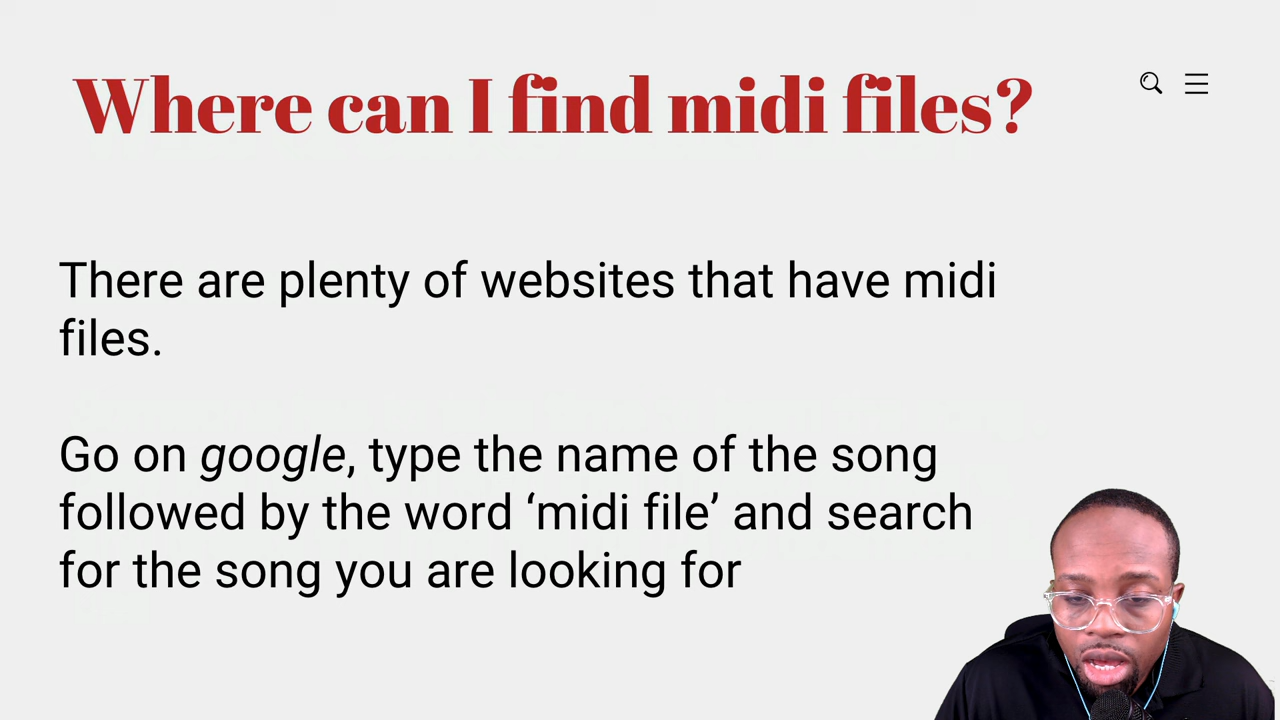 Where can I find midi files?
There are plenty of websites that have midi
files.
Go on google, type the name of the song
followed by the word ‘midi file’ and search
for the song you are looking for